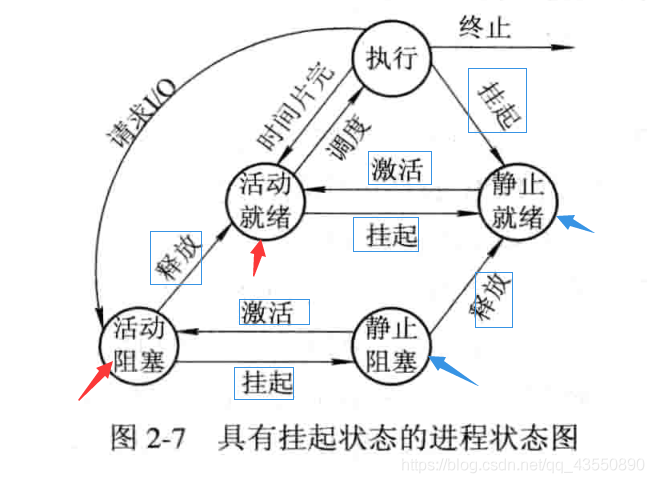 终止
执行
请求I/O
时间片完
调度
挂起
激活
活动
就绪
静止
就绪
挂起
释放
释放
激活
活动
阻塞
静止
阻塞
挂起
图 2-7 具有挂起状态的进程状态图
https://blog.csdn.net/qq_43550890